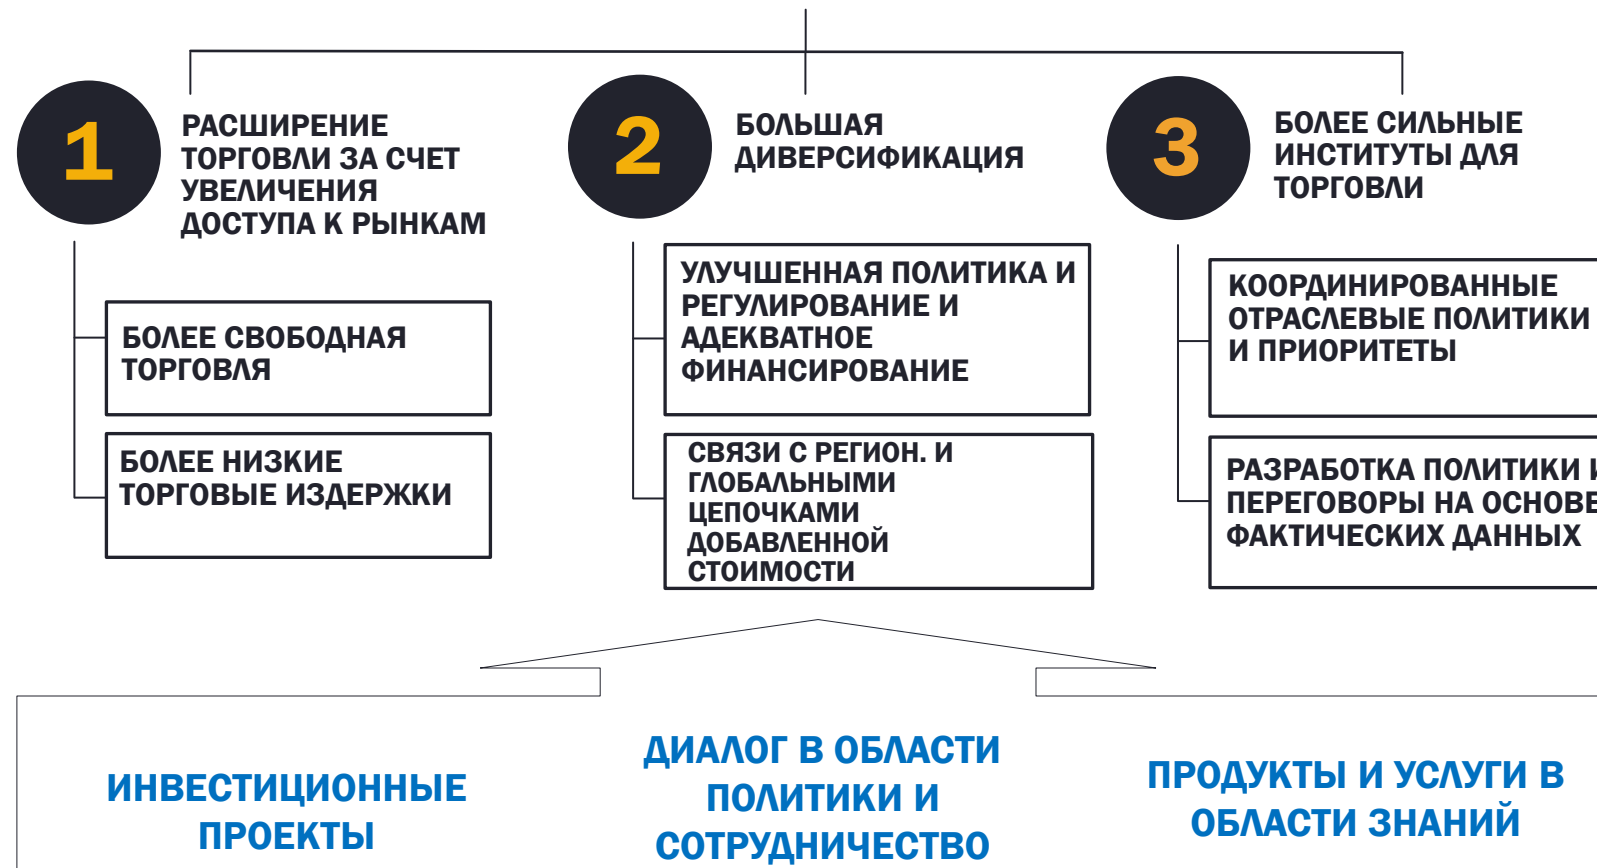 1
РАСШИРЕНИЕ
ТОРГОВЛИ ЗА СЧЕТ
УВЕЛИЧЕНИЯ
ДОСТУПА К РЫНКАМ
БОЛЕЕ СВОБОДНАЯ
ТОРГОВЛЯ
БОЛЕЕ НИЗКИЕ
ТОРГОВЫЕ ИЗДЕРЖКИ
2
БОЛЬШАЯ
ДИВЕРСИФИКАЦИЯ
УЛУЧШЕННАЯ ПОЛИТИКА И
РЕГУЛИРОВАНИЕ И
АДЕКВАТНОЕ
ФИНАНСИРОВАНИЕ
СВЯЗИ С РЕГИОН. И
ГЛОБАЛЬНЫМИ
ЦЕПОЧКАМИ
ДОБАВЛЕННОЙ
СТОИМОСТИ
3
БОЛЕЕ СИЛЬНЫЕ
ИНСТИТУТЫ ДЛЯ
ТОРГОВЛИ
КООРДИНИРОВАННЫЕ
ОТРАСЛЕВЫЕ ПОЛИТИКИ
И ПРИОРИТЕТЫ
РАЗРАБОТКА ПОЛИТИКИ И
ПЕРЕГОВОРЫ НА ОСНОВЕ
ФАКТИЧЕСКИХ ДАННЫХ
ИНВЕСТИЦИОННЫЕ
ПРОЕКТЫ
ДИАЛОГ В ОБЛАСТИ
ПОЛИТИКИ И
СОТРУДНИЧЕСТВО
ПРОДУКТЫ И УСЛУГИ В
ОБЛАСТИ ЗНАНИЙ